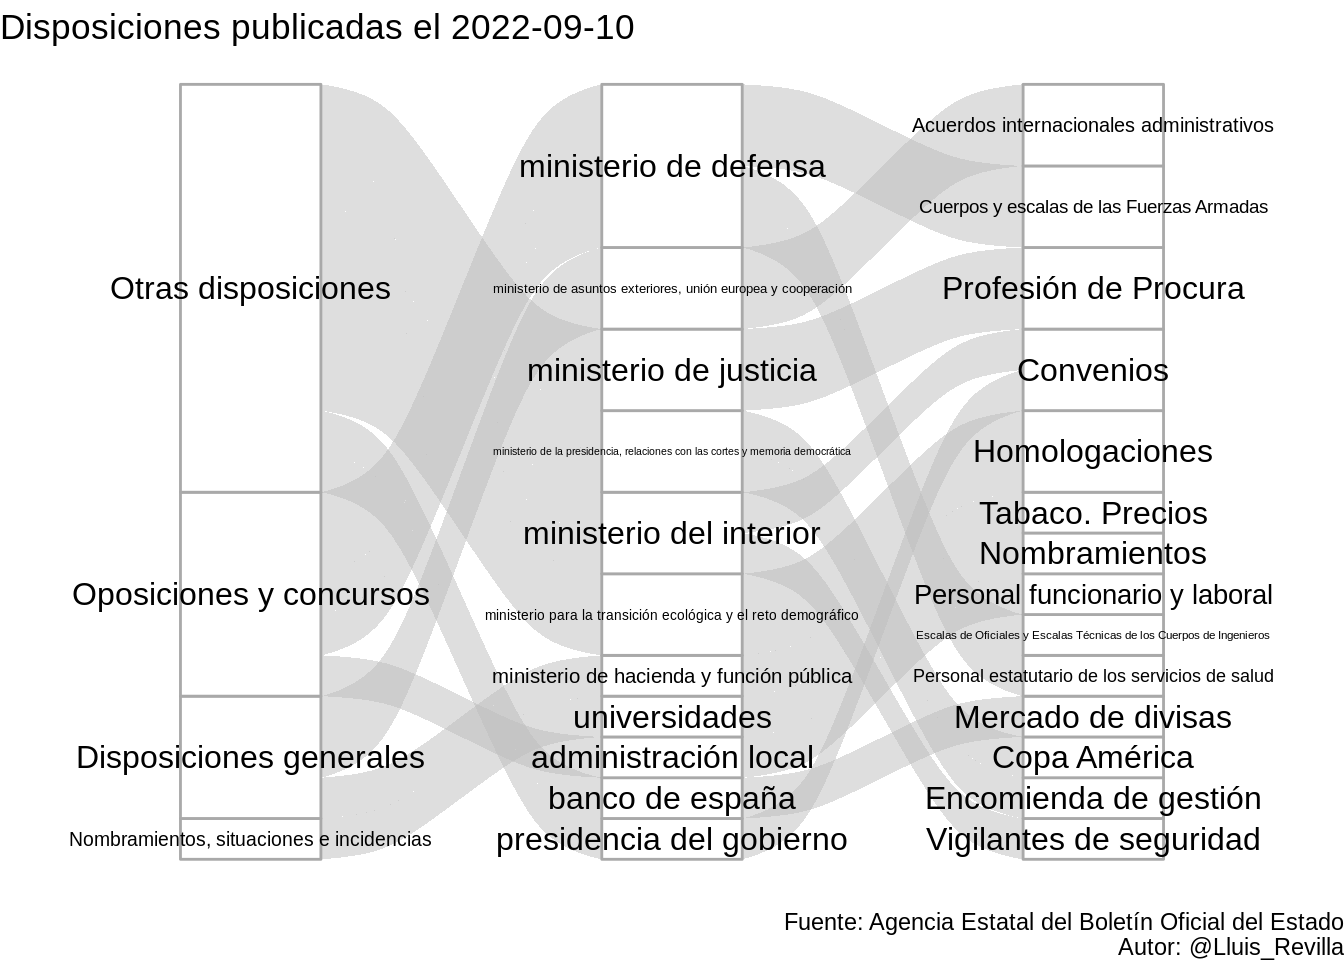 Disposiciones publicadas el 2022-09-10
Otras disposiciones
Oposiciones y concursos
Disposiciones generales
Nombramientos, situaciones e incidencias
ministerio de defensa
ministerio de asuntos exteriores, unión europea y cooperación
ministerio de justicia
ministerio de la presidencia, relaciones con las cortes y memoria democrática
ministerio del interior
ministerio para la transición ecológica y el reto demográfico
ministerio de hacienda y función pública
universidades
administración local
banco de españa
presidencia del gobierno
Acuerdos internacionales administrativos
Cuerpos y escalas de las Fuerzas Armadas
Profesión de Procura
Convenios
Homologaciones
Tabaco. Precios
Nombramientos
Personal funcionario y laboral
Escalas de Oficiales y Escalas Técnicas de los Cuerpos de Ingenieros
Personal estatutario de los servicios de salud
Mercado de divisas
Copa América
Encomienda de gestión
Vigilantes de seguridad
Fuente: Agencia Estatal del Boletín Oficial del Estado
Autor: @Lluis_Revilla